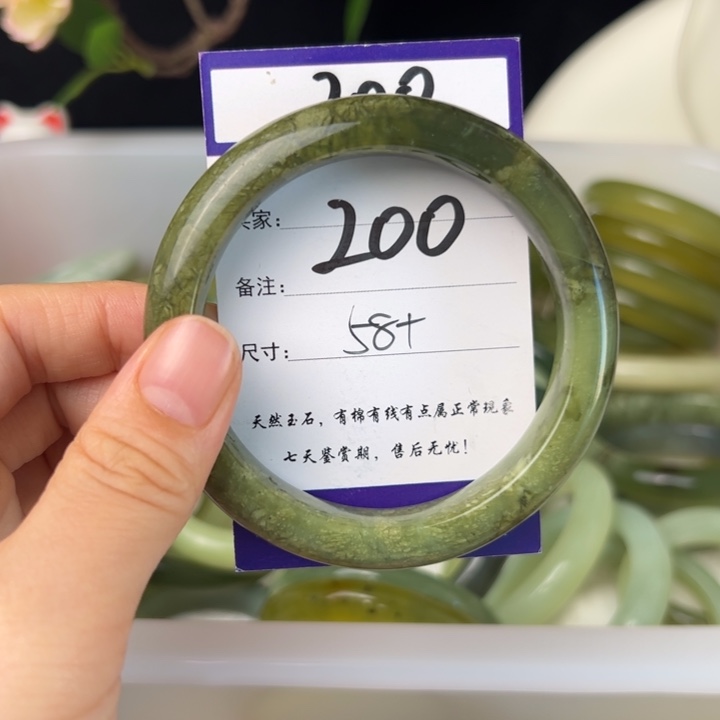 200
家: 200
备注:
尺寸: 58+
天然玉石，有棉有线有点属正常现象
七天鉴赏期，售后无忧!